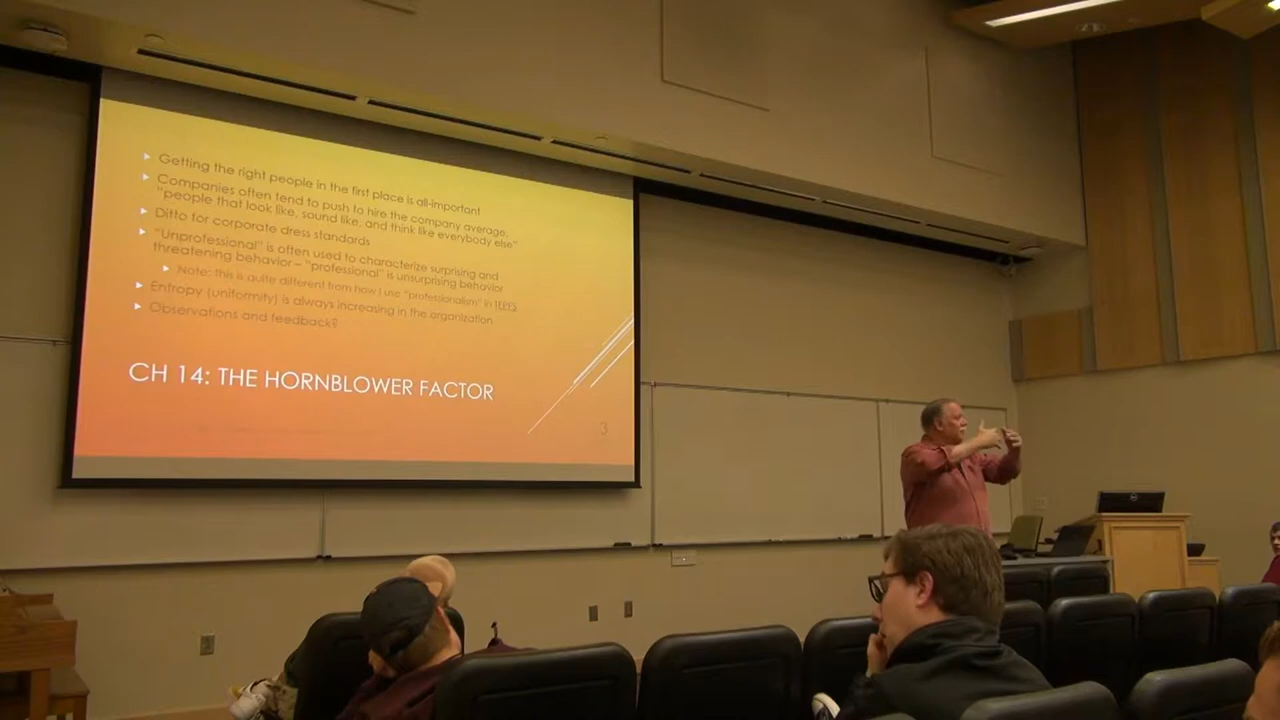 Getting the right people in the first place is all-important
Companies often tend to push to hire the company average,
"people that look like, sound like, and think like everybody else"
Ditto for corporate dress standards
"Unprofessional" is often used to characterize surprising and
threatening behavior – "professional" is unsurprising behavior
Note: this is quite different from how I use "professionalism" in TEPFS
Entropy (uniformity) is always increasing in the organization
Observations and feedback?
CH 14: THE HORNBLOWER FACTOR
3